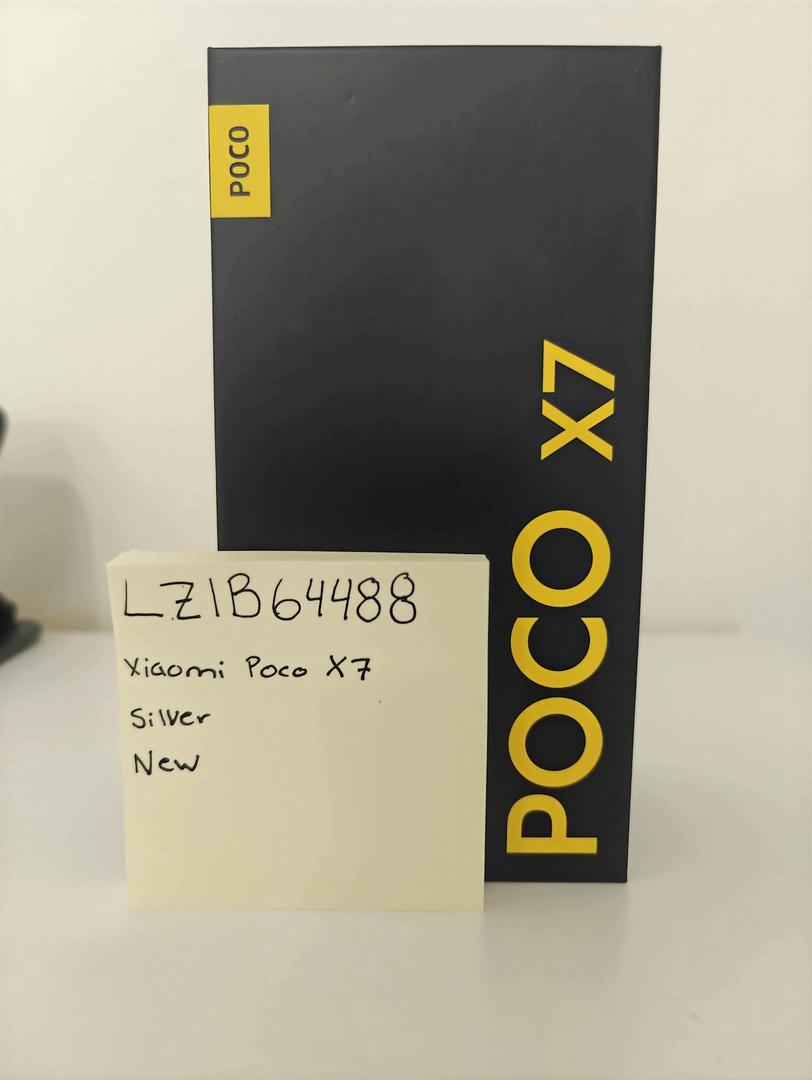 POCO
POCO X7
LZ1B64488
Xiaomi Poco X7
Silver
New